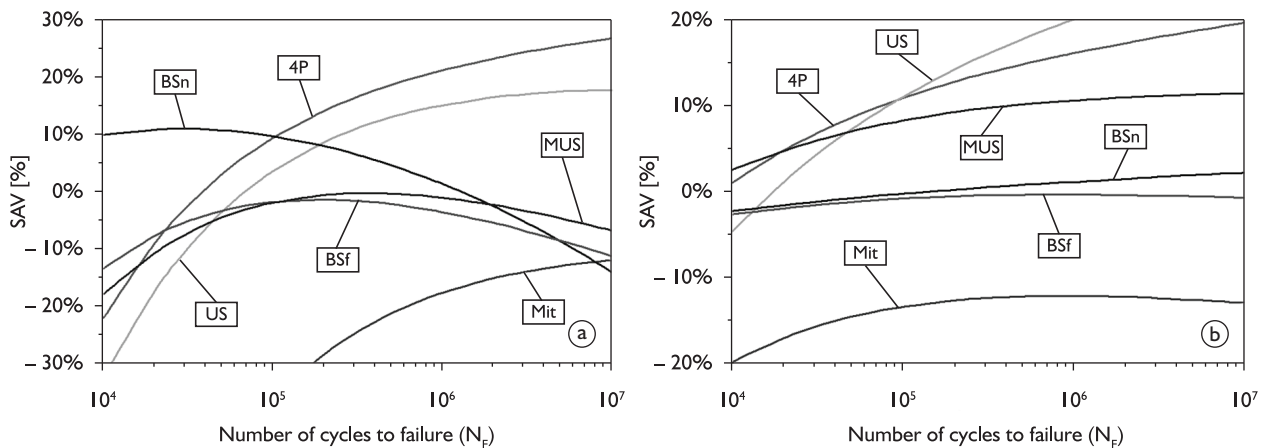 30%
20%
10%
0%
– 10%
– 20%
– 30%
SAV [%]
BSn
4P
MUS
BSf
US
Mit
a
10⁴
10⁵
10⁶
10⁷
Number of cycles to failure (N_F)
20%
10%
0%
– 10%
– 20%
SAV [%]
US
4P
MUS
BSn
BSf
Mit
b
10⁴
10⁵
10⁶
10⁷
Number of cycles to failure (N_F)